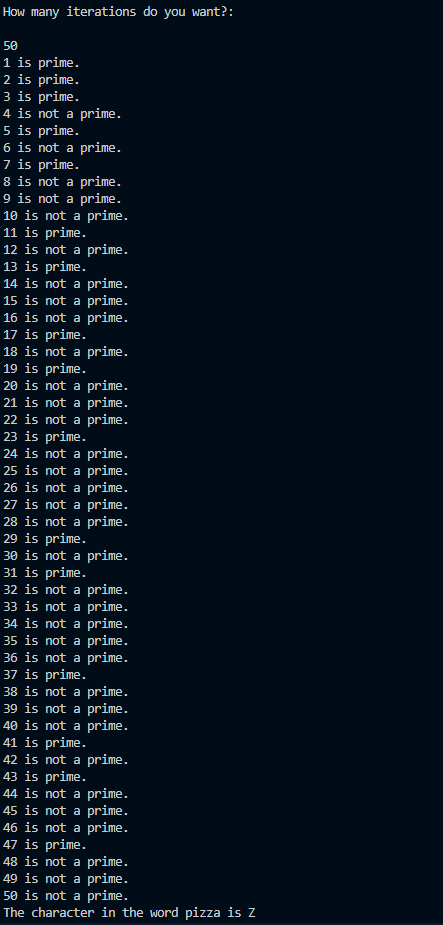 How many iterations do you want?:
50
1 is prime.
2 is prime.
3 is prime.
4 is not a prime.
5 is prime.
6 is not a prime.
7 is prime.
8 is not a prime.
9 is not a prime.
10 is not a prime.
11 is prime.
12 is not a prime.
13 is prime.
14 is not a prime.
15 is not a prime.
16 is not a prime.
17 is prime.
18 is not a prime.
19 is prime.
20 is not a prime.
21 is not a prime.
22 is not a prime.
23 is prime.
24 is not a prime.
25 is not a prime.
26 is not a prime.
27 is not a prime.
28 is not a prime.
29 is prime.
30 is not a prime.
31 is prime.
32 is not a prime.
33 is not a prime.
34 is not a prime.
35 is not a prime.
36 is not a prime.
37 is prime.
38 is not a prime.
39 is not a prime.
40 is not a prime.
41 is prime.
42 is not a prime.
43 is prime.
44 is not a prime.
45 is not a prime.
46 is not a prime.
47 is prime.
48 is not a prime.
49 is not a prime.
50 is not a prime.
The character in the word pizza is Z